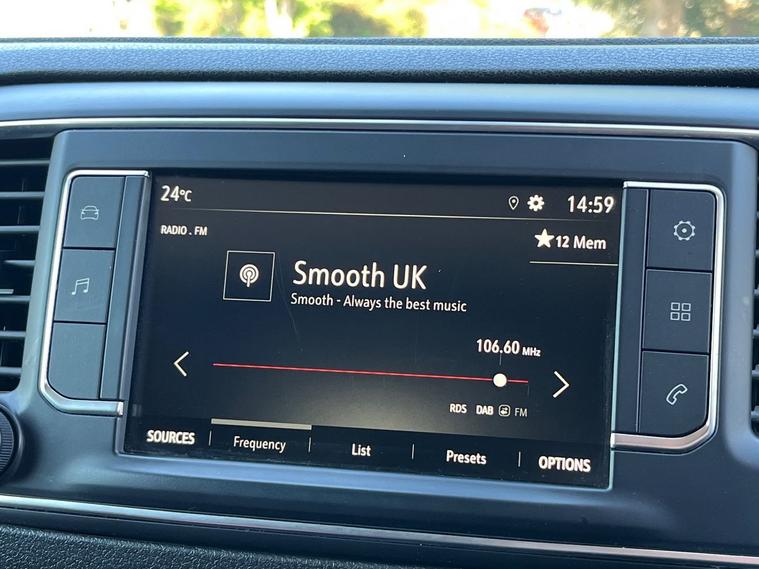 24°C
14:59
RADIO . FM
12 Mem
Smooth UK
Smooth - Always the best music
106.60 MHz
RDS DAB FM
SOURCES Frequency List Presets OPTIONS